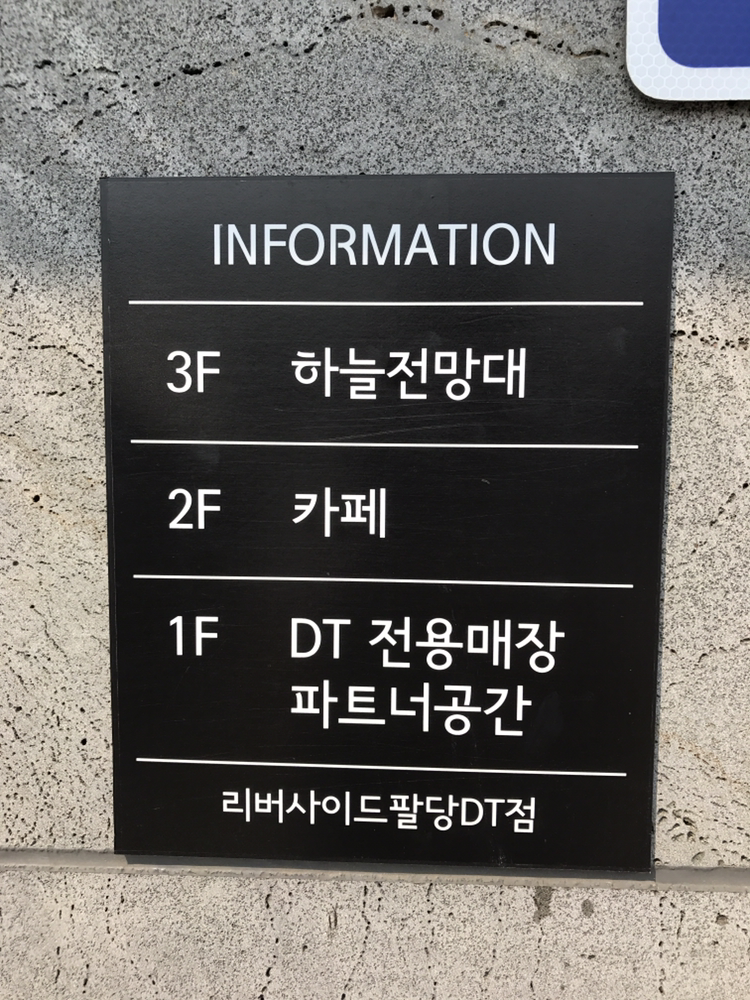 INFORMATION
3F 하늘전망대
2F 카페
1F DT 전용매장
파트너공간
리버사이드팔당DT점